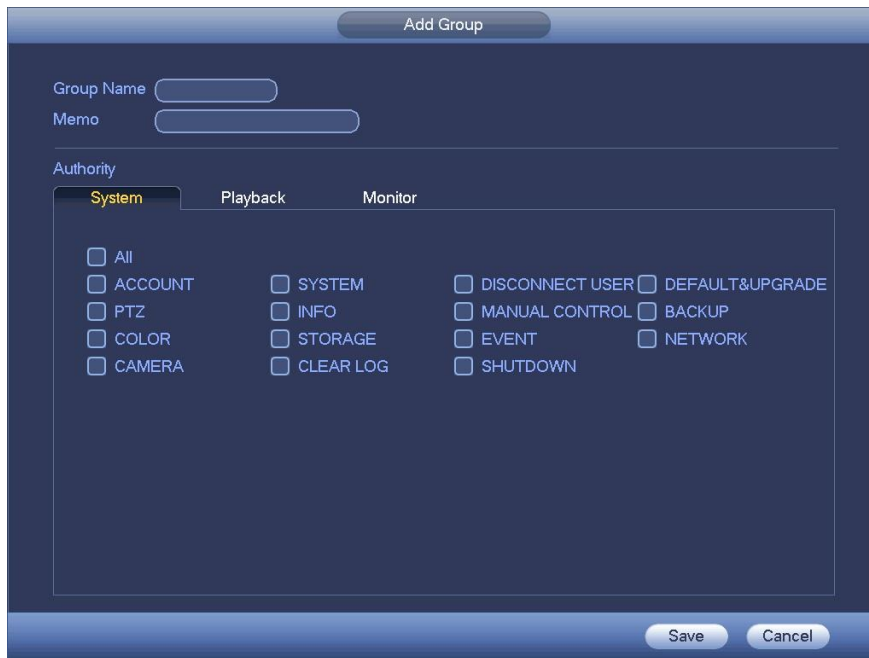 Add Group
Group Name
Memo
Authority
System Playback Monitor
All
ACCOUNT SYSTEM DISCONNECT USER DEFAULT&UPGRADE
PTZ INFO MANUAL CONTROL BACKUP
COLOR STORAGE EVENT NETWORK
CAMERA CLEAR LOG SHUTDOWN
Save Cancel